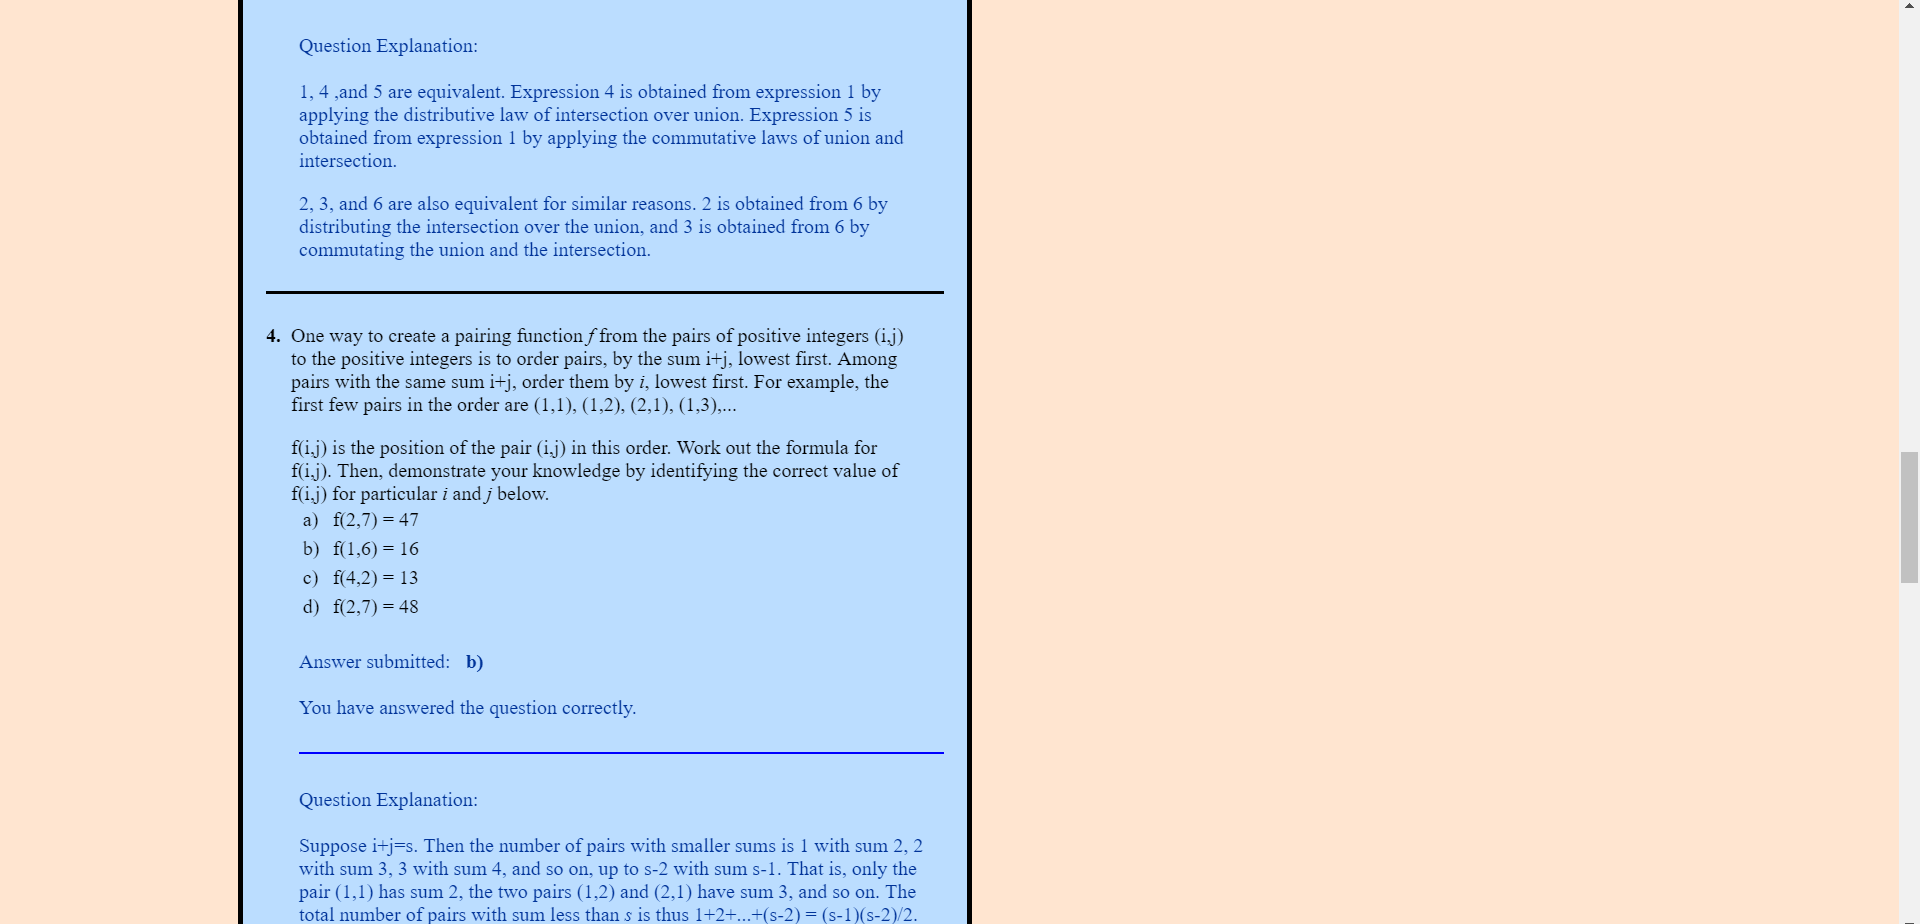 Question Explanation:
1, 4 ,and 5 are equivalent. Expression 4 is obtained from expression 1 by
applying the distributive law of intersection over union. Expression 5 is
obtained from expression 1 by applying the commutative laws of union and
intersection.
2, 3, and 6 are also equivalent for similar reasons. 2 is obtained from 6 by
distributing the intersection over the union, and 3 is obtained from 6 by
commutating the union and the intersection.
4. One way to create a pairing function f from the pairs of positive integers (i,j)
to the positive integers is to order pairs, by the sum i+j, lowest first. Among
pairs with the same sum i+j, order them by i, lowest first. For example, the
first few pairs in the order are (1,1), (1,2), (2,1), (1,3),...
f(i,j) is the position of the pair (i,j) in this order. Work out the formula for
f(i,j). Then, demonstrate your knowledge by identifying the correct value of
f(i,j) for particular i and j below.
a) f(2,7) = 47
b) f(1,6) = 16
c) f(4,2) = 13
d) f(2,7) = 48
Answer submitted: b)
You have answered the question correctly.
Question Explanation:
Suppose i+j=s. Then the number of pairs with smaller sums is 1 with sum 2, 2
with sum 3, 3 with sum 4, and so on, up to s-2 with sum s-1. That is, only the
pair (1,1) has sum 2, the two pairs (1,2) and (2,1) have sum 3, and so on. The
total number of pairs with sum less than s is thus 1+2+...+(s-2) = (s-1)(s-2)/2.